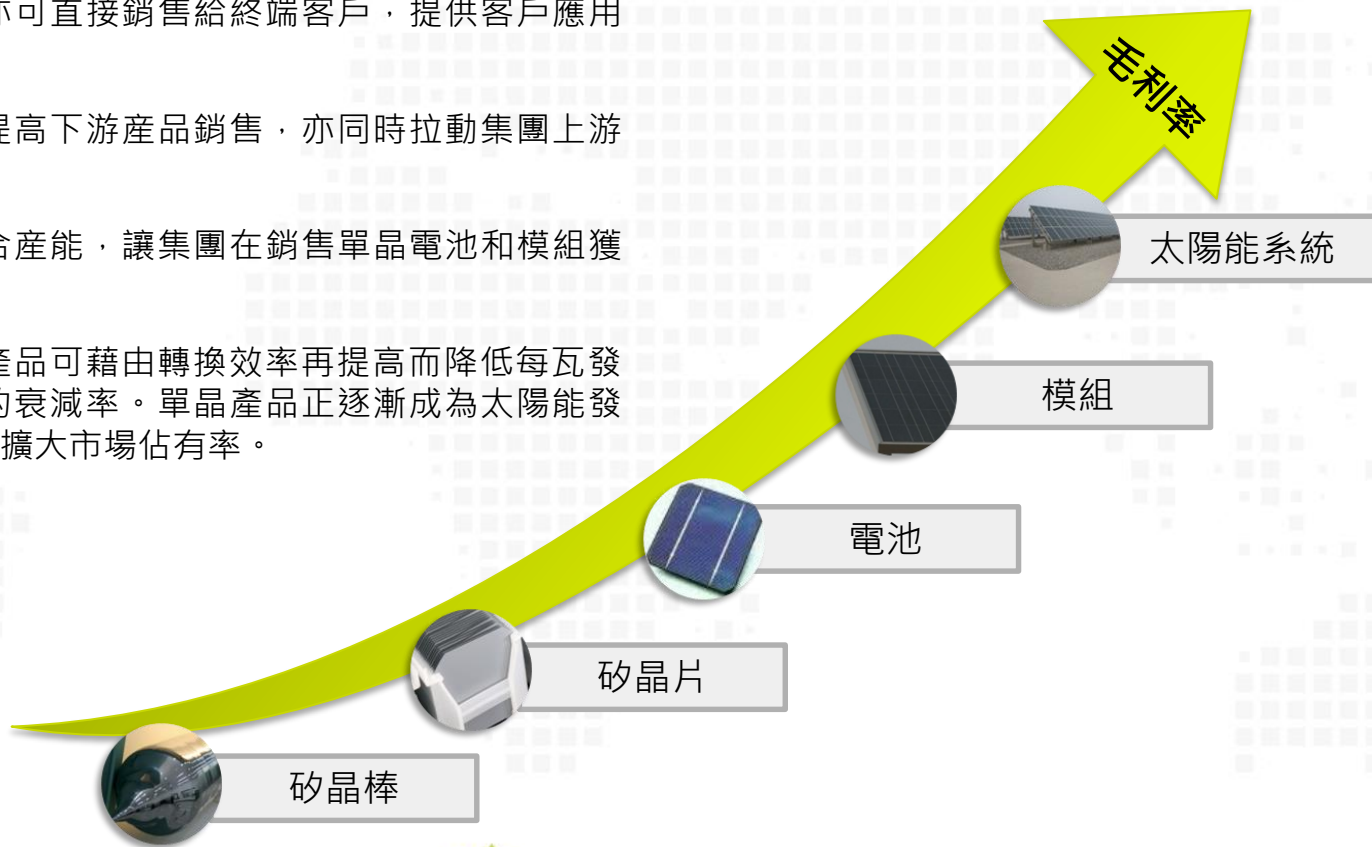 亦可直接銷售給終端客戶，提供客戶應用
提高下游産品銷售，亦同時拉動集團上游
合産能，讓集團在銷售單晶電池和模組獲
產品可藉由轉換效率再提高而降低每瓦發
的衰減率。單晶產品正逐漸成為太陽能發
擴大市場佔有率。
毛利率
太陽能系統
模組
電池
矽晶片
矽晶棒